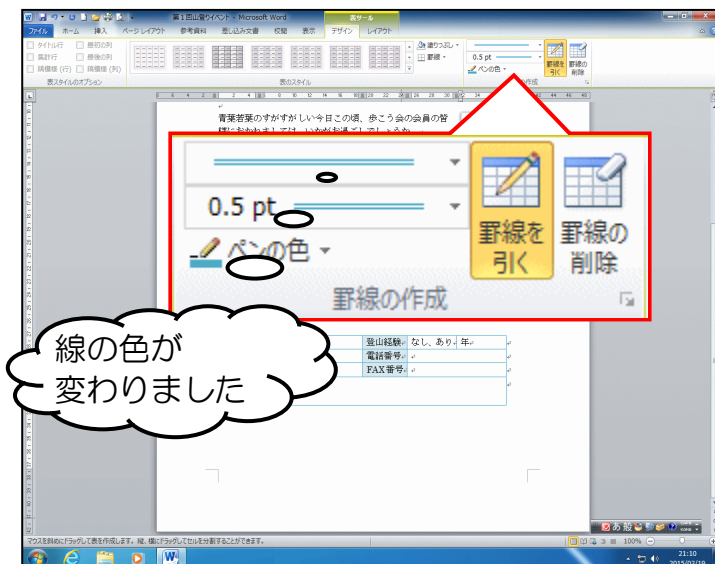 第1回山登りイベント - Microsoft Word
表ツール
ファイル ホーム 挿入 ページ レイアウト 参考資料 差し込み文書 校閲 表示 デザイン レイアウト
タイトル行 最初の列
集計行 最後の列
縞模様 (行) 縞模様 (列)
塗りつぶし
罫線
0.5 pt
ペンの色
罫線を引く
罫線の削除
表スタイルのオプション 表のスタイル
青葉若葉のすがすがしい今日この頃、歩こう会の会員の皆
0.5 pt
ペンの色
罫線を
引く
罫線の
削除
罫線の作成
線の色が
変わりました
登山経験 なし、あり 年
電話番号
FAX番号
あ 般
マウスを斜めにドラッグして表を作成します。縦、横にドラッグしてセルを分割することができます。
100%
21:10
2015/02/19